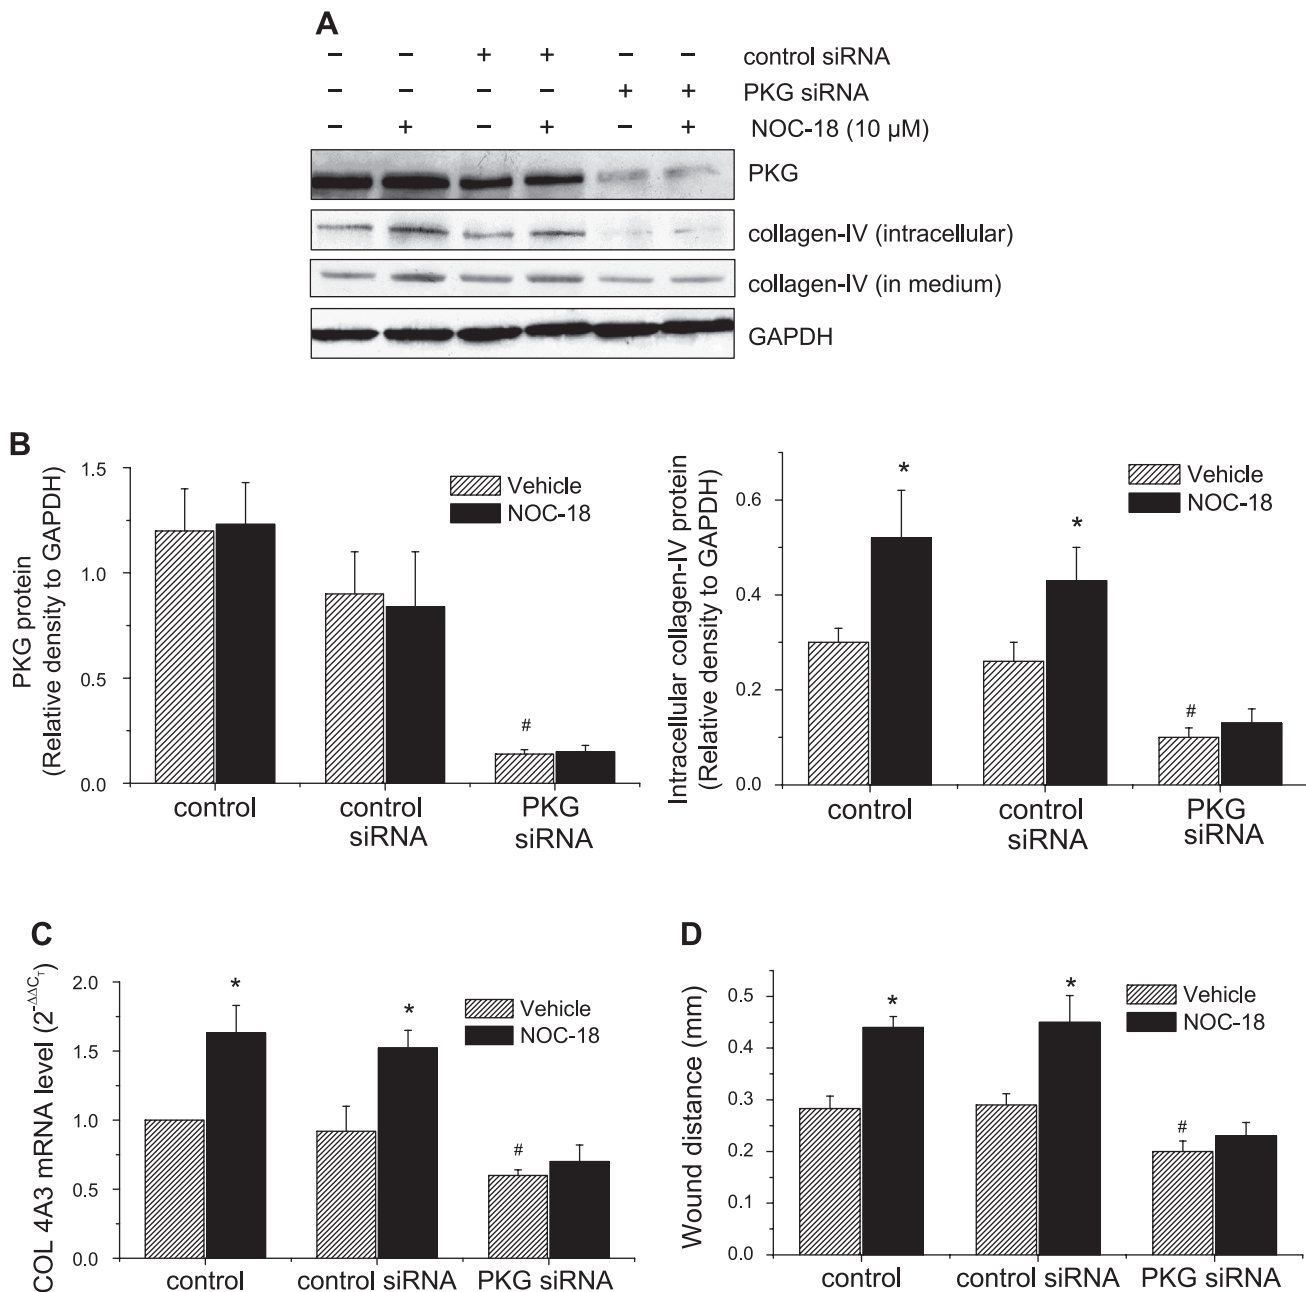 A
– – + + – – control siRNA
– – – – + + PKG siRNA
– + – + – + NOC-18 (10 µM)
PKG
collagen-IV (intracellular)
collagen-IV (in medium)
GAPDH
B
PKG protein
(Relative density to GAPDH)
1.5
1.0
0.5
0.0
Vehicle
NOC-18
#
control
control
siRNA
PKG
siRNA
Intracellular collagen-IV protein
(Relative density to GAPDH)
0.6
0.4
0.2
0.0
Vehicle
NOC-18
*
*
#
control
control
siRNA
PKG
siRNA
C
COL 4A3 mRNA level (2^-ΔΔC_T)
2.0
1.5
1.0
0.5
0.0
Vehicle
NOC-18
*
*
#
control
control siRNA
PKG siRNA
D
Wound distance (mm)
0.5
0.4
0.3
0.2
0.1
0.0
Vehicle
NOC-18
*
*
#
control
control siRNA
PKG siRNA